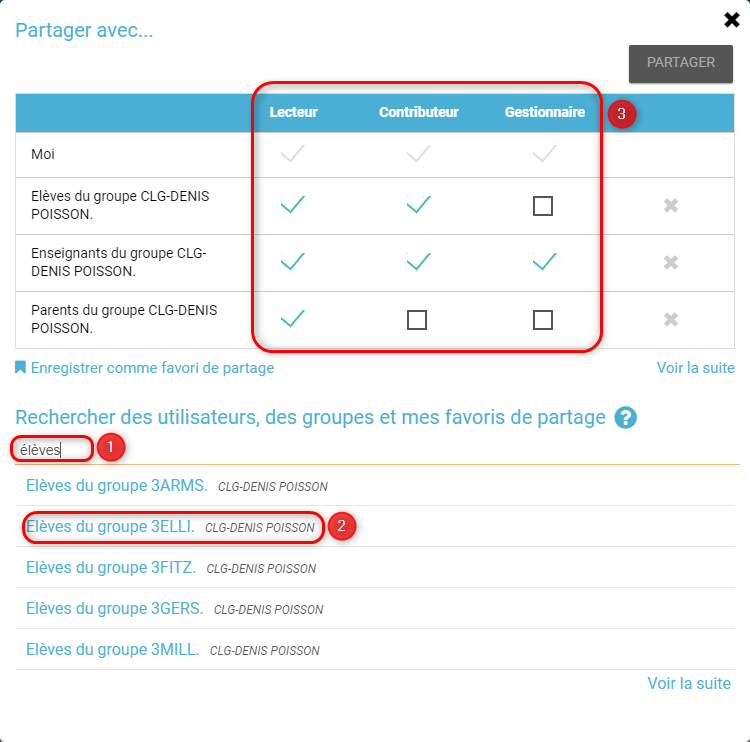 Partager avec...
PARTAGER
Lecteur Contributeur Gestionnaire
3
Moi
Elèves du groupe CLG-DENIS
POISSON.
Enseignants du groupe CLG-
DENIS POISSON.
Parents du groupe CLG-DENIS
POISSON.
Enregistrer comme favori de partage
Voir la suite
Rechercher des utilisateurs, des groupes et mes favoris de partage ?
élèves 1
Elèves du groupe 3ARMS. CLG-DENIS POISSON
Elèves du groupe 3ELLI. CLG-DENIS POISSON 2
Elèves du groupe 3FITZ. CLG-DENIS POISSON
Elèves du groupe 3GERS. CLG-DENIS POISSON
Elèves du groupe 3MILL. CLG-DENIS POISSON
Voir la suite